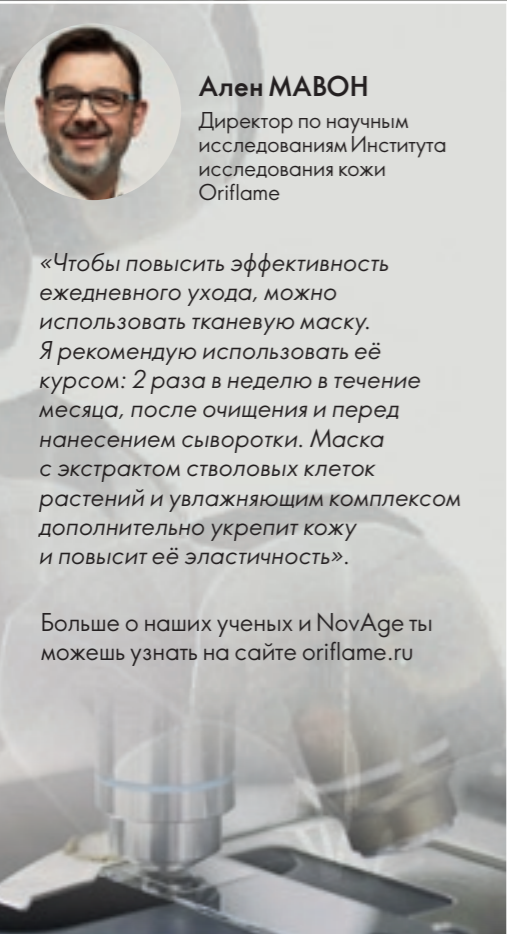 Ален МАВОН
Директор по научным
исследованиям Института
исследования кожи
Oriflame
«Чтобы повысить эффективность
ежедневного ухода, можно
использовать тканевую маску.
Я рекомендую использовать её
курсом: 2 раза в неделю в течение
месяца, после очищения и перед
нанесением сыворотки. Маска
с экстрактом стволовых клеток
растений и увлажняющим комплексом
дополнительно укрепит кожу
и повысит её эластичность».
Больше о наших ученых и NovAge ты
можешь узнать на сайте oriflame.ru